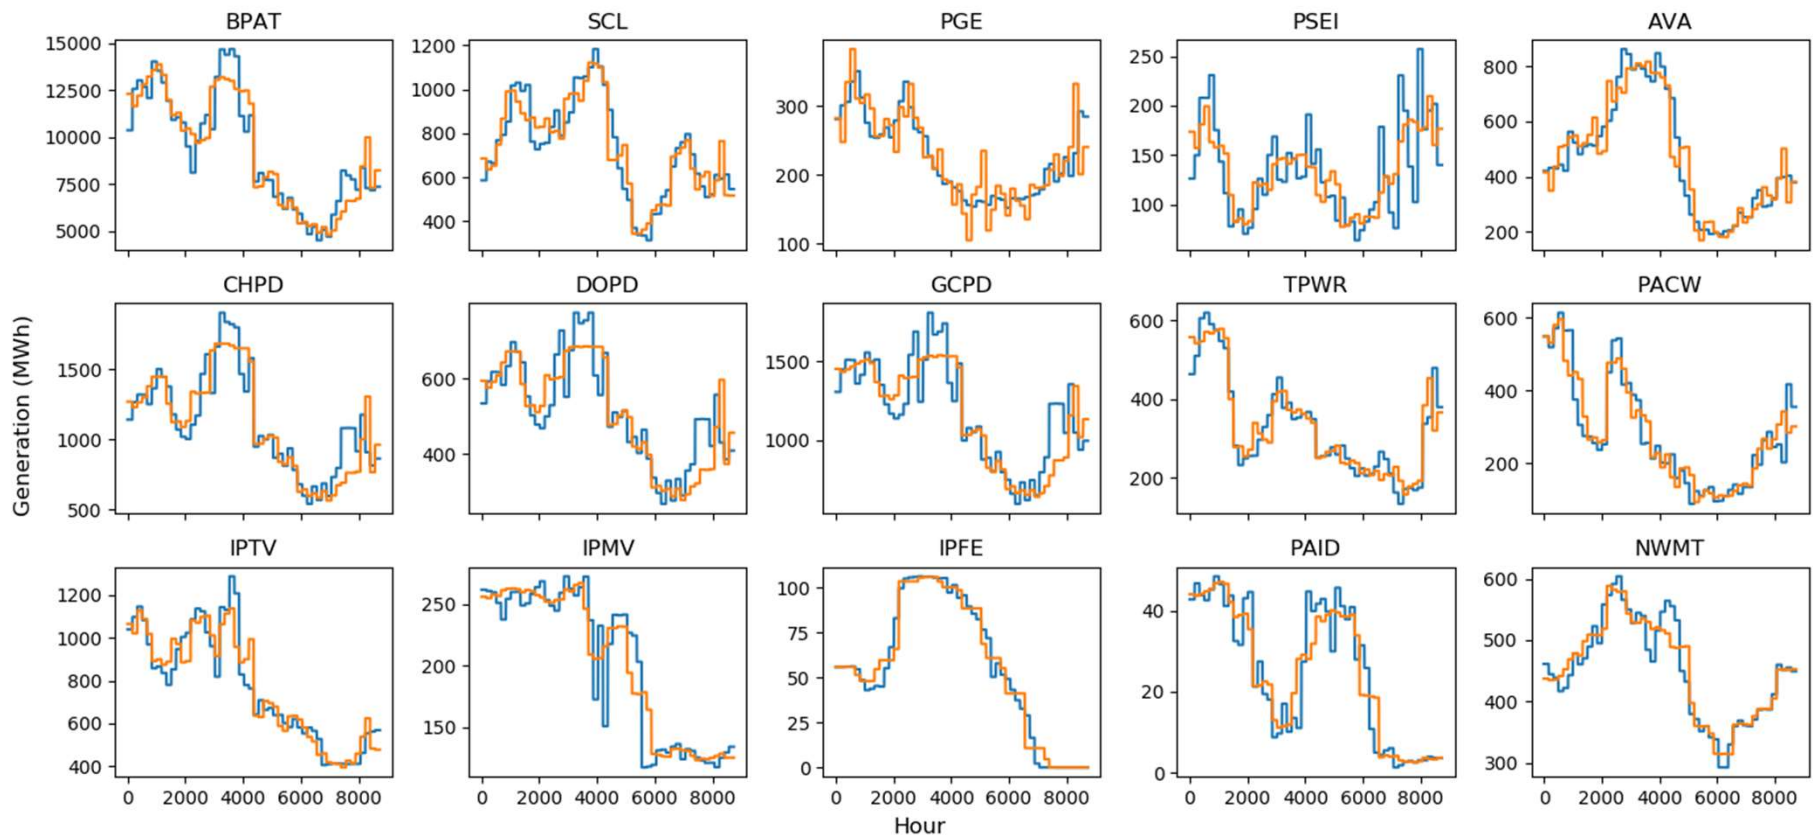 BPAT SCL PGE PSEI AVA
15000 12500 10000 7500 5000
1200 1000 800 600 400
300 200 100
250 200 150 100
800 600 400 200
CHPD DOPD GCPD TPWR PACW
1500 1000 500
600 400
1500 1000
600 400 200
600 400 200
Generation (MWh)
IPTV IPMV IPFE PAID NWMT
1200 1000 800 600 400
250 200 150
100 75 50 25 0
40 20 0
600 500 400 300
0 2000 4000 6000 8000 0 2000 4000 6000 8000 0 2000 4000 6000 8000 0 2000 4000 6000 8000 0 2000 4000 6000 8000
Hour